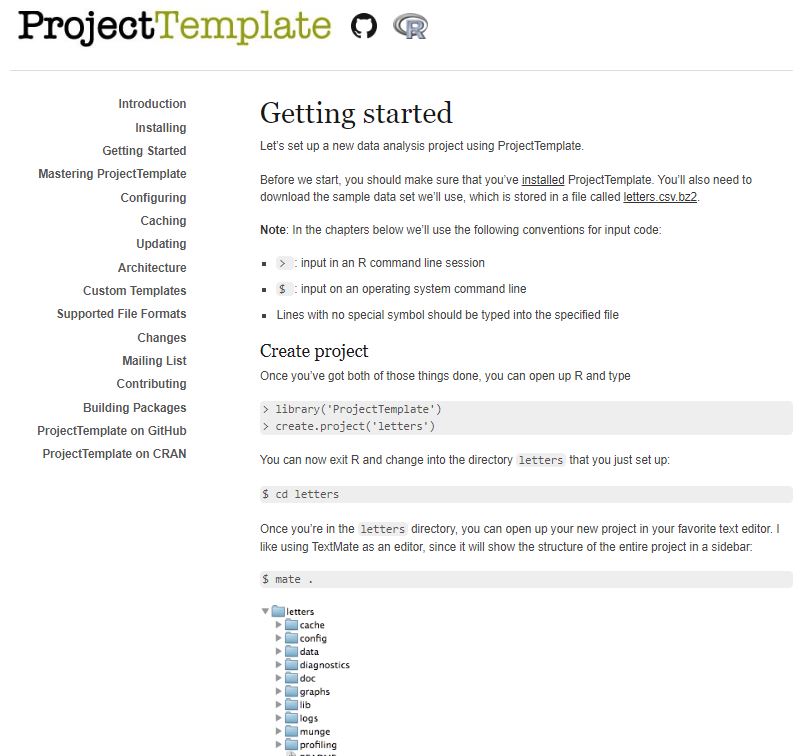 ProjectTemplate
R
Introduction
Installing
Getting Started
Mastering ProjectTemplate
Configuring
Caching
Updating
Architecture
Custom Templates
Supported File Formats
Changes
Mailing List
Contributing
Building Packages
ProjectTemplate on GitHub
ProjectTemplate on CRAN
Getting started
Let's set up a new data analysis project using ProjectTemplate.
Before we start, you should make sure that you've installed ProjectTemplate. You'll also need to
download the sample data set we'll use, which is stored in a file called letters.csv.bz2.
Note: In the chapters below we'll use the following conventions for input code:
▪ > : input in an R command line session
▪ $ : input on an operating system command line
▪ Lines with no special symbol should be typed into the specified file
Create project
Once you've got both of those things done, you can open up R and type
> library('ProjectTemplate')
> create.project('letters')
You can now exit R and change into the directory letters that you just set up:
$ cd letters
Once you're in the letters directory, you can open up your new project in your favorite text editor. I
like using TextMate as an editor, since it will show the structure of the entire project in a sidebar:
$ mate .
letters
cache
config
data
diagnostics
doc
graphs
lib
logs
munge
profiling